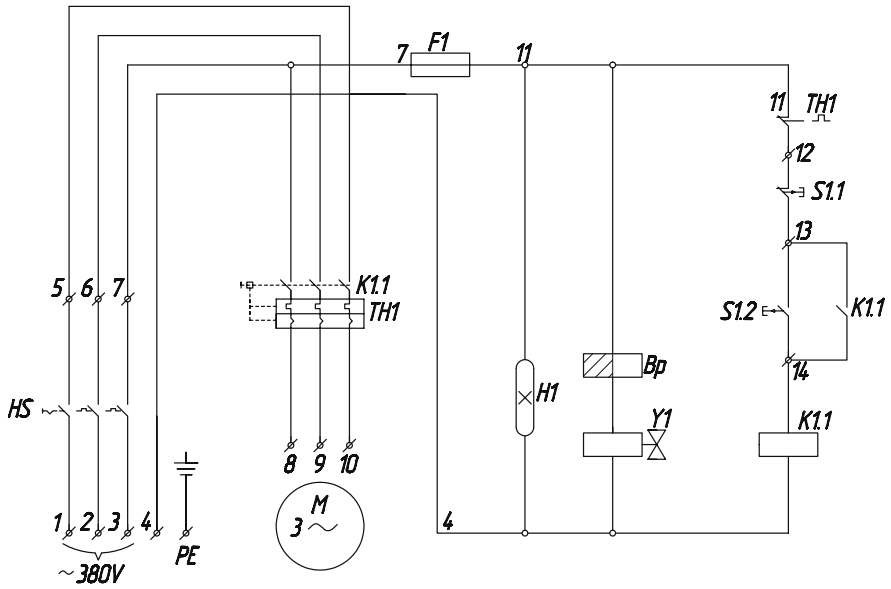 7 F1 11
11 TH1
12
S1.1
13
5 6 7 K1.1
TH1
S1.2 K1.1
14
Bp
H1
HS
Y1
K1.1
8 9 10
M
3 ~
1 2 3 4 4
PE
~380V